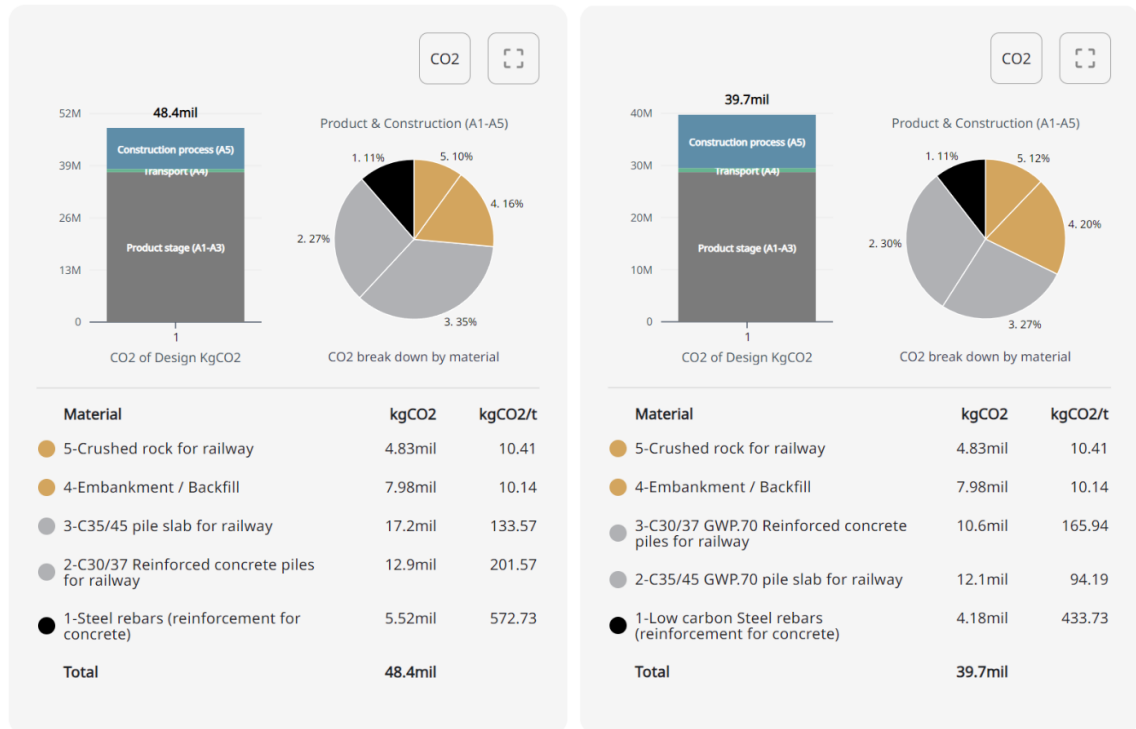 CO2
48.4mil
52M
39M
26M
13M
0
Construction process (A5)
Transport (A4)
Product stage (A1-A3)
1
CO2 of Design KgCO2
Product & Construction (A1-A5)
1. 11%
5. 10%
4. 16%
2. 27%
3. 35%
CO2 break down by material
Material kgCO2 kgCO2/t
5-Crushed rock for railway 4.83mil 10.41
4-Embankment / Backfill 7.98mil 10.14
3-C35/45 pile slab for railway 17.2mil 133.57
2-C30/37 Reinforced concrete piles
for railway 12.9mil 201.57
1-Steel rebars (reinforcement for
concrete) 5.52mil 572.73
Total 48.4mil
CO2
39.7mil
40M
30M
20M
10M
0
Construction process (A5)
Transport (A4)
Product stage (A1-A3)
1
CO2 of Design KgCO2
Product & Construction (A1-A5)
1. 11%
5. 12%
4. 20%
2. 30%
3. 27%
CO2 break down by material
Material kgCO2 kgCO2/t
5-Crushed rock for railway 4.83mil 10.41
4-Embankment / Backfill 7.98mil 10.14
3-C30/37 GWP.70 Reinforced concrete
piles for railway 10.6mil 165.94
2-C35/45 GWP.70 pile slab for railway 12.1mil 94.19
1-Low carbon Steel rebars
(reinforcement for concrete) 4.18mil 433.73
Total 39.7mil